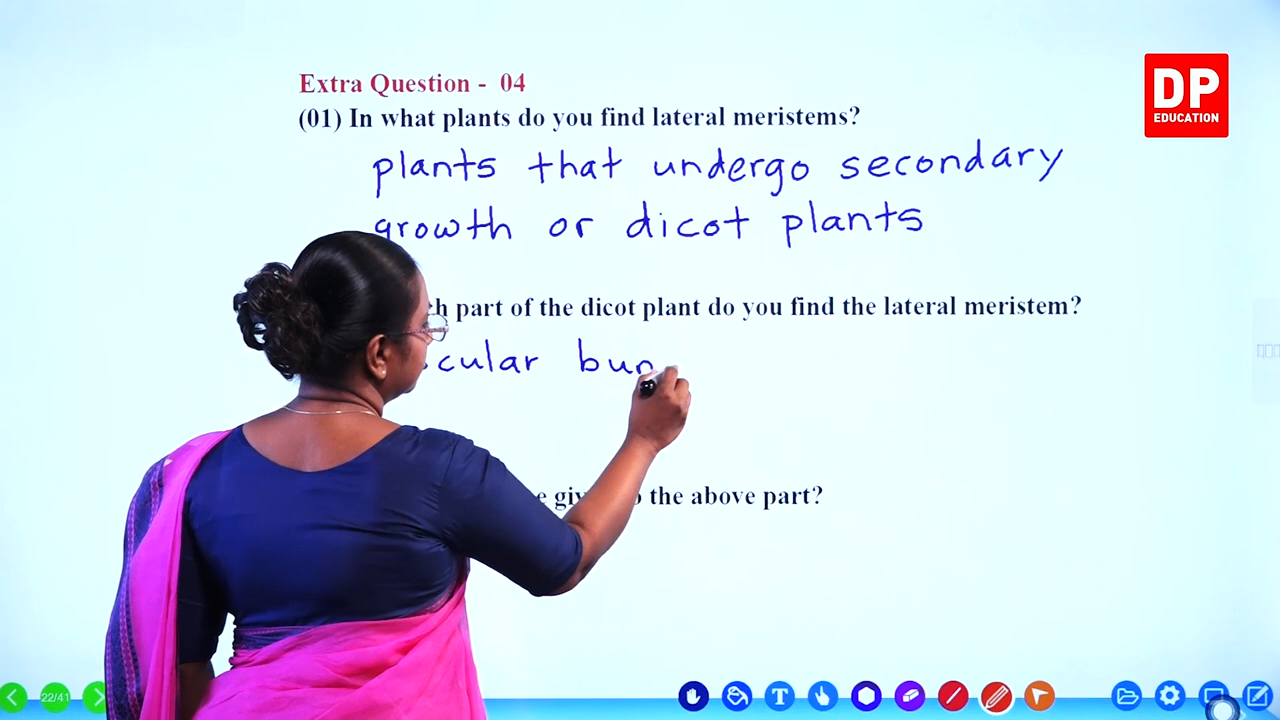 DP
EDUCATION
Extra Question - 04
(01) In what plants do you find lateral meristems?
plants that undergo secondary
growth or dicot plants
part of the dicot plant do you find the lateral meristem?
cular bun
the above part?
22/41